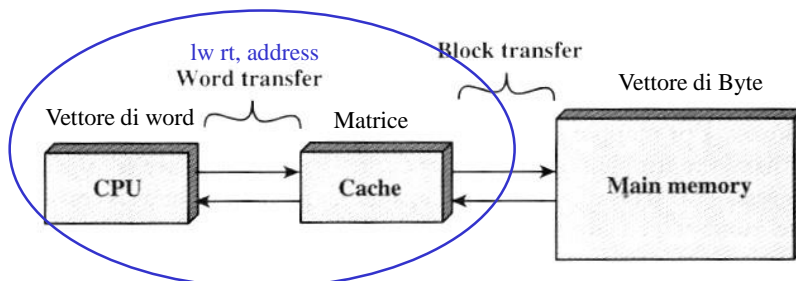 lw rt, address
Word transfer
Block transfer
Vettore di Byte
Vettore di word
Matrice
CPU
Cache
Main memory